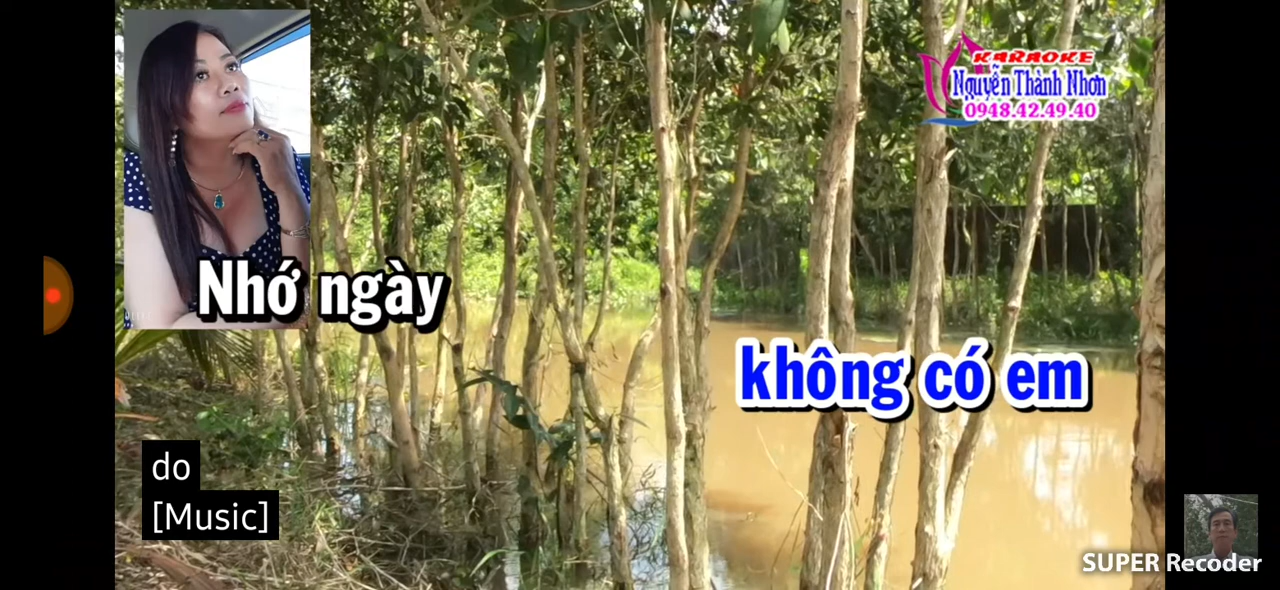 KARAOKE
Nguyễn Thành Nhơn
0948.42.49.40
Nhớ ngày
không có em
do
[Music]
SUPER Recoder